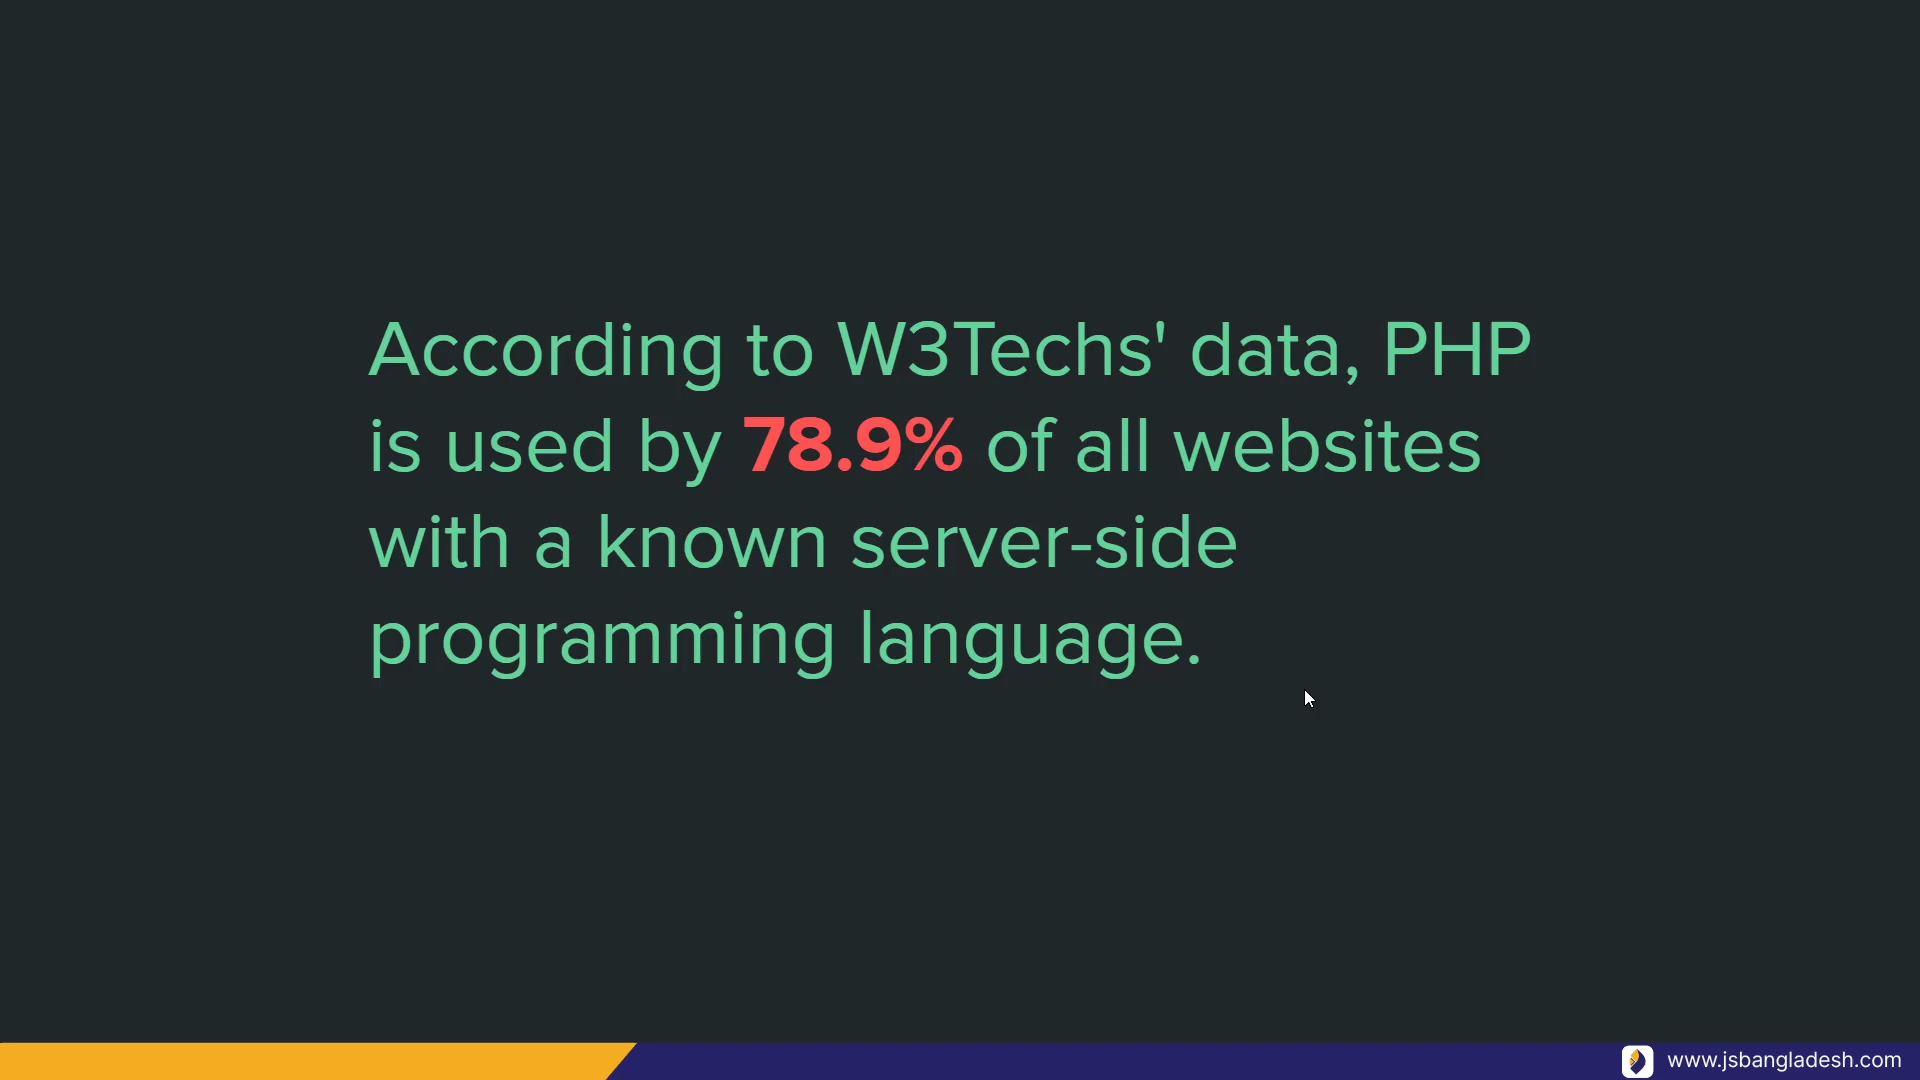 According to W3Techs' data, PHP
is used by 78.9% of all websites
with a known server-side
programming language.
www.jsbangladesh.com